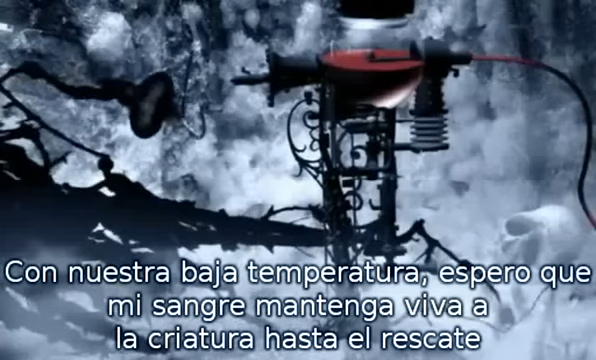 Con nuestra baja temperatura, espero que
mi sangre mantenga viva a
la criatura hasta el rescate